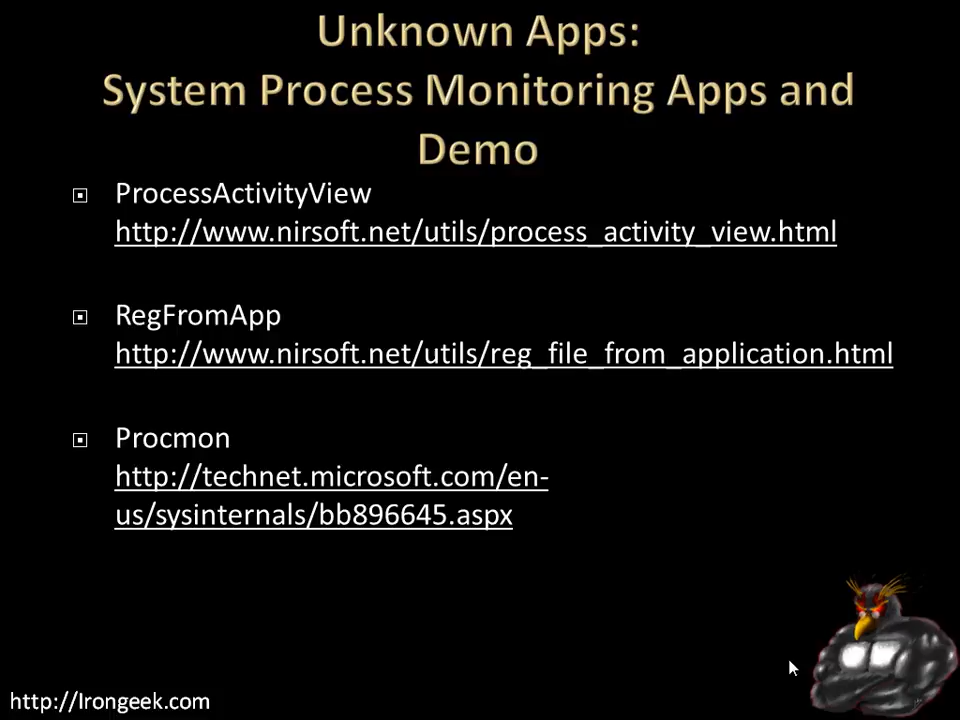 Unknown Apps:
System Process Monitoring Apps and
Demo
ProcessActivityView
http://www.nirsoft.net/utils/process_activity_view.html
RegFromApp
http://www.nirsoft.net/utils/reg_file_from_application.html
Procmon
http://technet.microsoft.com/en-
us/sysinternals/bb896645.aspx
http://Irongeek.com